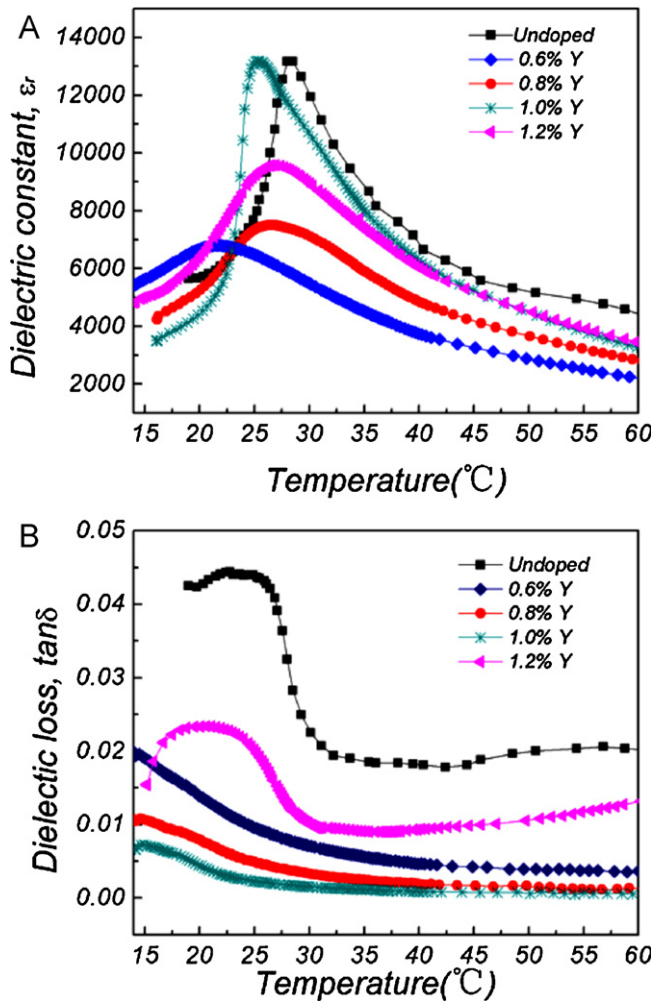 A
14000
12000
10000
8000
6000
4000
2000
Dielectric constant, εr
Undoped
0.6% Y
0.8% Y
1.0% Y
1.2% Y
15 20 25 30 35 40 45 50 55 60
Temperature(℃)
B
0.05
0.04
0.03
0.02
0.01
0.00
Dielectic loss, tanδ
Undoped
0.6% Y
0.8% Y
1.0% Y
1.2% Y
15 20 25 30 35 40 45 50 55 60
Temperature(℃)